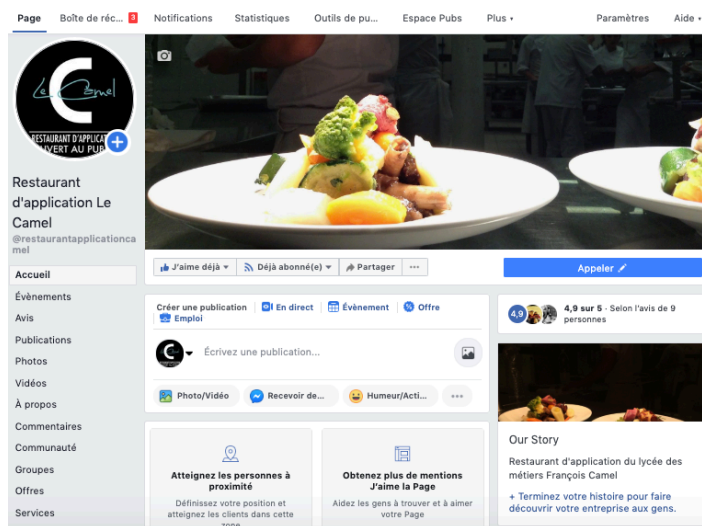 Page
Boîte de réc... 3
Notifications
Statistiques
Outils de pu...
Espace Pubs
Plus
Paramètres
Aide
Le Camel
RESTAURANT D'APPLICAT
OUVERT AU PUB
Restaurant
d'application Le
Camel
@restaurantapplicationca
mel
Accueil
Évènements
Avis
Publications
Photos
Vidéos
À propos
Commentaires
Communauté
Groupes
Offres
Services
J'aime déjà
Déjà abonné(e)
Partager
Appeler
Créer une publication
En direct
Évènement
Offre
Emploi
Écrivez une publication...
Photo/Vidéo
Recevoir de...
Humeur/Acti...
Atteignez les personnes à
proximité
Définissez votre position et
atteignez les clients dans cette
zone
Obtenez plus de mentions
J'aime la Page
Aidez les gens à trouver et à aimer
votre Page
4,9
4,9 sur 5 · Selon l'avis de 9
personnes
Our Story
Restaurant d'application du lycée des
métiers François Camel
+ Terminez votre histoire pour faire
découvrir votre entreprise aux gens.